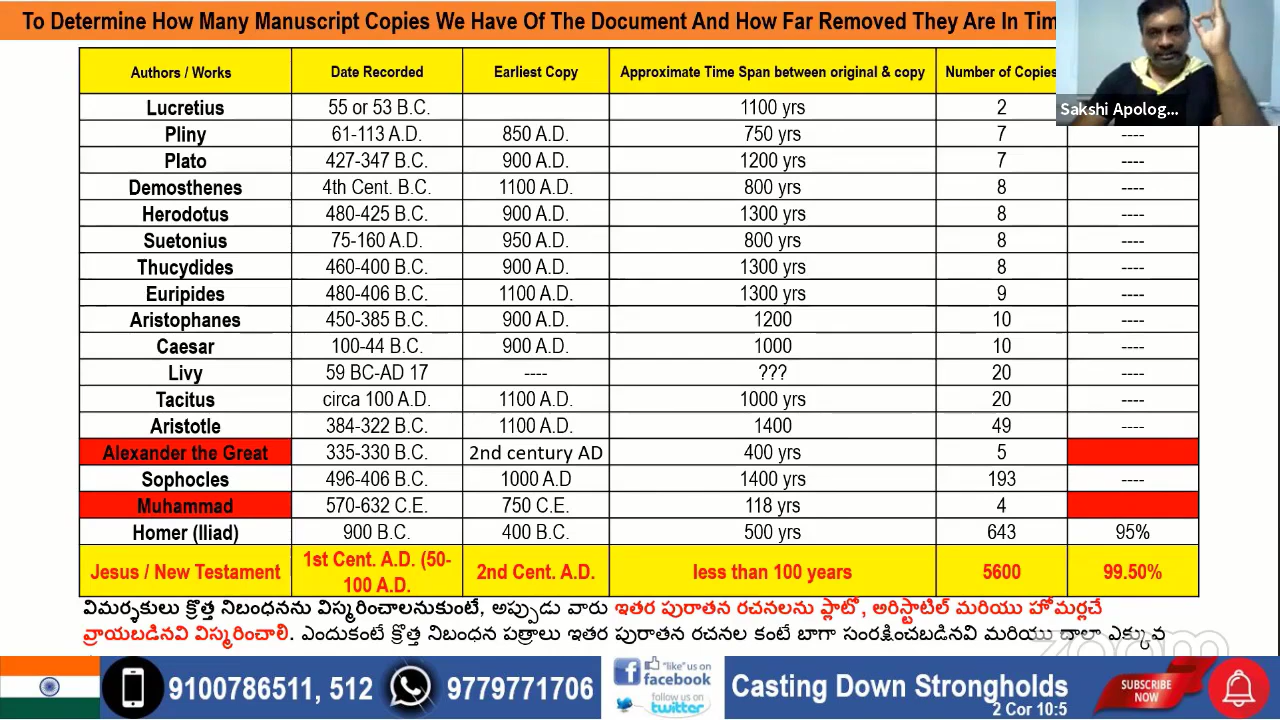 To Determine How Many Manuscript Copies We Have Of The Document And How Far Removed They Are In Tim
Sakshi Apolog...
Authors / Works Date Recorded Earliest Copy Approximate Time Span between original & copy Number of Copies
Lucretius 55 or 53 B.C. 1100 yrs 2
Pliny 61-113 A.D. 850 A.D. 750 yrs 7 ----
Plato 427-347 B.C. 900 A.D. 1200 yrs 7 ----
Demosthenes 4th Cent. B.C. 1100 A.D. 800 yrs 8 ----
Herodotus 480-425 B.C. 900 A.D. 1300 yrs 8 ----
Suetonius 75-160 A.D. 950 A.D. 800 yrs 8 ----
Thucydides 460-400 B.C. 900 A.D. 1300 yrs 8 ----
Euripides 480-406 B.C. 1100 A.D. 1300 yrs 9 ----
Aristophanes 450-385 B.C. 900 A.D. 1200 10 ----
Caesar 100-44 B.C. 900 A.D. 1000 10 ----
Livy 59 BC-AD 17 ---- ??? 20 ----
Tacitus circa 100 A.D. 1100 A.D. 1000 yrs 20 ----
Aristotle 384-322 B.C. 1100 A.D. 1400 49 ----
Alexander the Great 335-330 B.C. 2nd century AD 400 yrs 5
Sophocles 496-406 B.C. 1000 A.D 1400 yrs 193 ----
Muhammad 570-632 C.E. 750 C.E. 118 yrs 4
Homer (Iliad) 900 B.C. 400 B.C. 500 yrs 643 95%
Jesus / New Testament 1st Cent. A.D. (50-100 A.D. 2nd Cent. A.D. less than 100 years 5600 99.50%
విమర్శకులు క్రొత్త నిబంధనను విస్మరించాలనుకుంటే, అప్పుడు వారు ఇతర పురాతన రచనలను ప్లాటో, అరిస్టాటిల్ మరియు హోమర్లచే
వ్రాయబడినవి విస్మరించాలి. ఎందుకంటే క్రొత్త నిబంధన పత్రాలు ఇతర పురాతన రచనల కంటే బాగా సంరక్షించబడినవి మరియు చాలా ఎక్కువ
zoom
9100786511, 512 9779771706
"like" us on
facebook
follow us on
twitter
Casting Down Strongholds
2 Cor 10:5
SUBSCRIBE
NOW